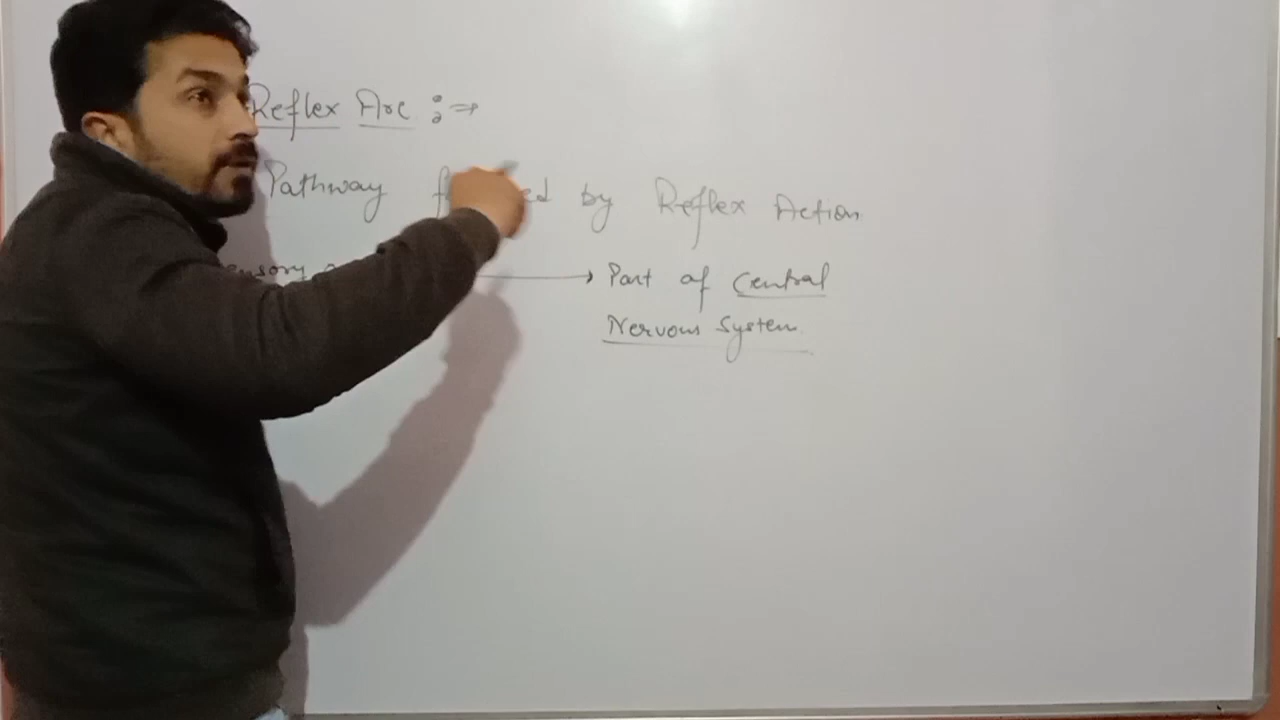 Reflex Arc :⇒
Pathway by Reflex Action
→ Part of Central
Nervous System